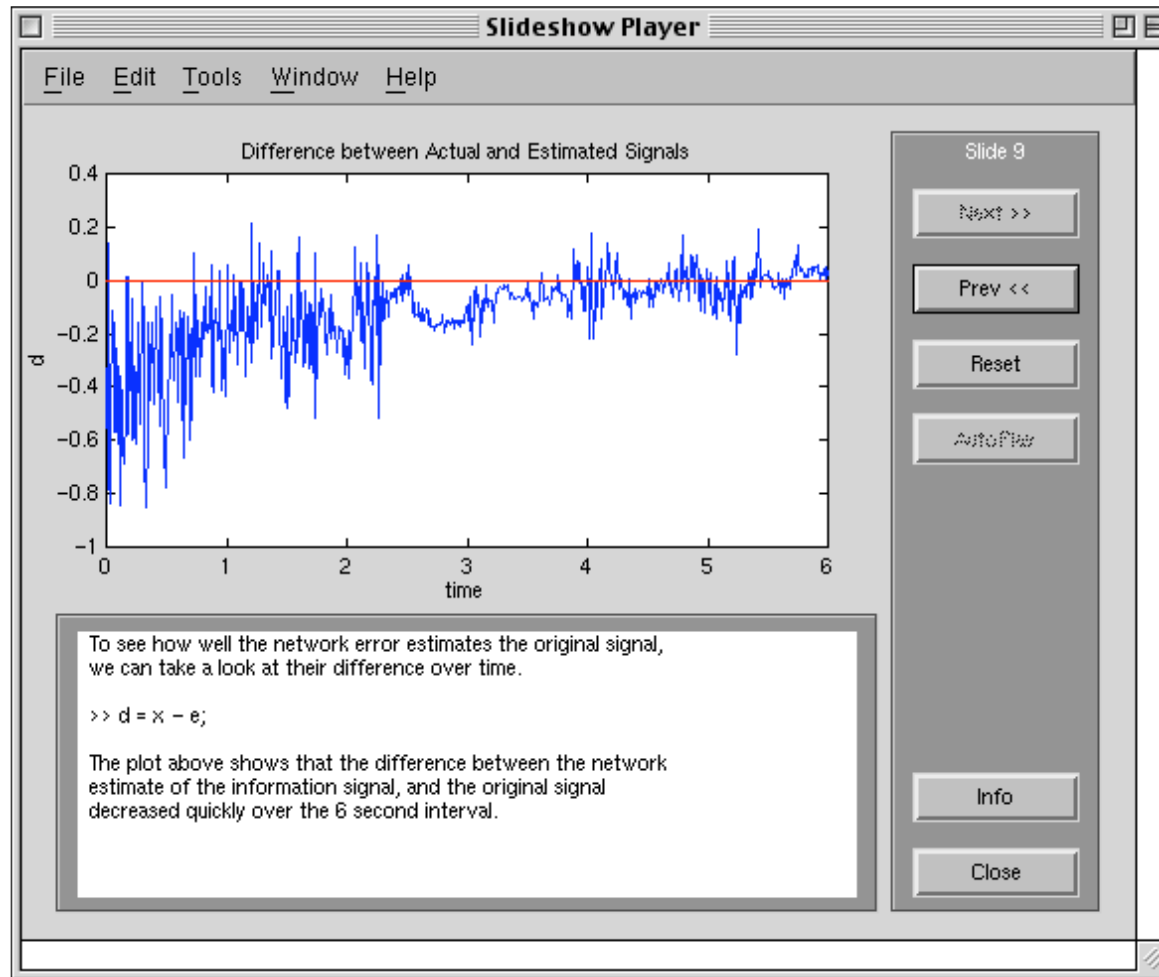 Slideshow Player
File Edit Tools Window Help
Difference between Actual and Estimated Signals
0.4
0.2
0
−0.2
−0.4
−0.6
−0.8
−1
d
0 1 2 3 4 5 6
time
To see how well the network error estimates the original signal,
we can take a look at their difference over time.
>> d = x − e;
The plot above shows that the difference between the network
estimate of the information signal, and the original signal
decreased quickly over the 6 second interval.
Slide 9
Next >>
Prev <<
Reset
AutoPlay
Info
Close